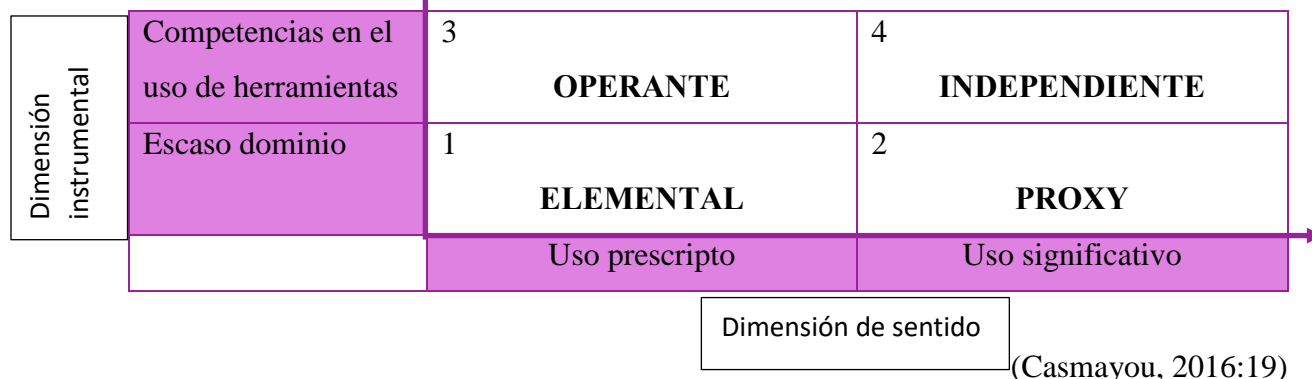 Dimensión
instrumental
Competencias en el
uso de herramientas
3
OPERANTE
4
INDEPENDIENTE
Escaso dominio
1
ELEMENTAL
2
PROXY
Uso prescripto
Uso significativo
Dimensión de sentido
(Casmayou, 2016:19)